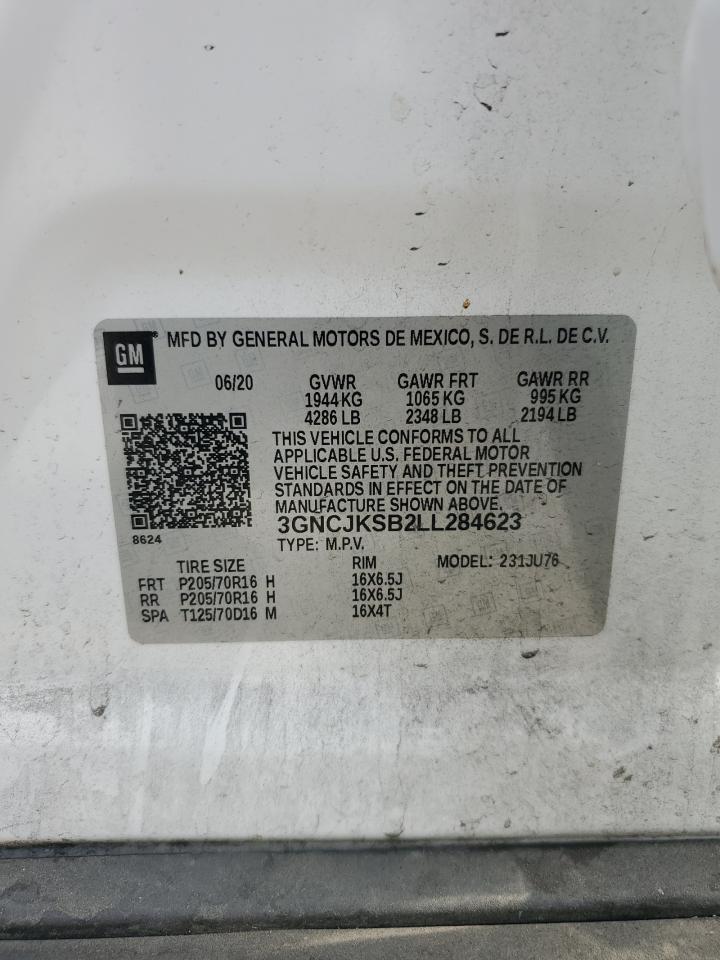 GM
MFD BY GENERAL MOTORS DE MEXICO, S. DE R.L. DE C.V.
06/20 GVWR GAWR FRT GAWR RR
1944 KG 1065 KG 995 KG
4286 LB 2348 LB 2194 LB
THIS VEHICLE CONFORMS TO ALL
APPLICABLE U.S. FEDERAL MOTOR
VEHICLE SAFETY AND THEFT PREVENTION
STANDARDS IN EFFECT ON THE DATE OF
MANUFACTURE SHOWN ABOVE.
3GNCJKSB2LL284623
8624
TYPE: M.P.V.
TIRE SIZE RIM MODEL: 231JU76
FRT P205/70R16 H 16X6.5J
RR P205/70R16 H 16X6.5J
SPA T125/70D16 M 16X4T